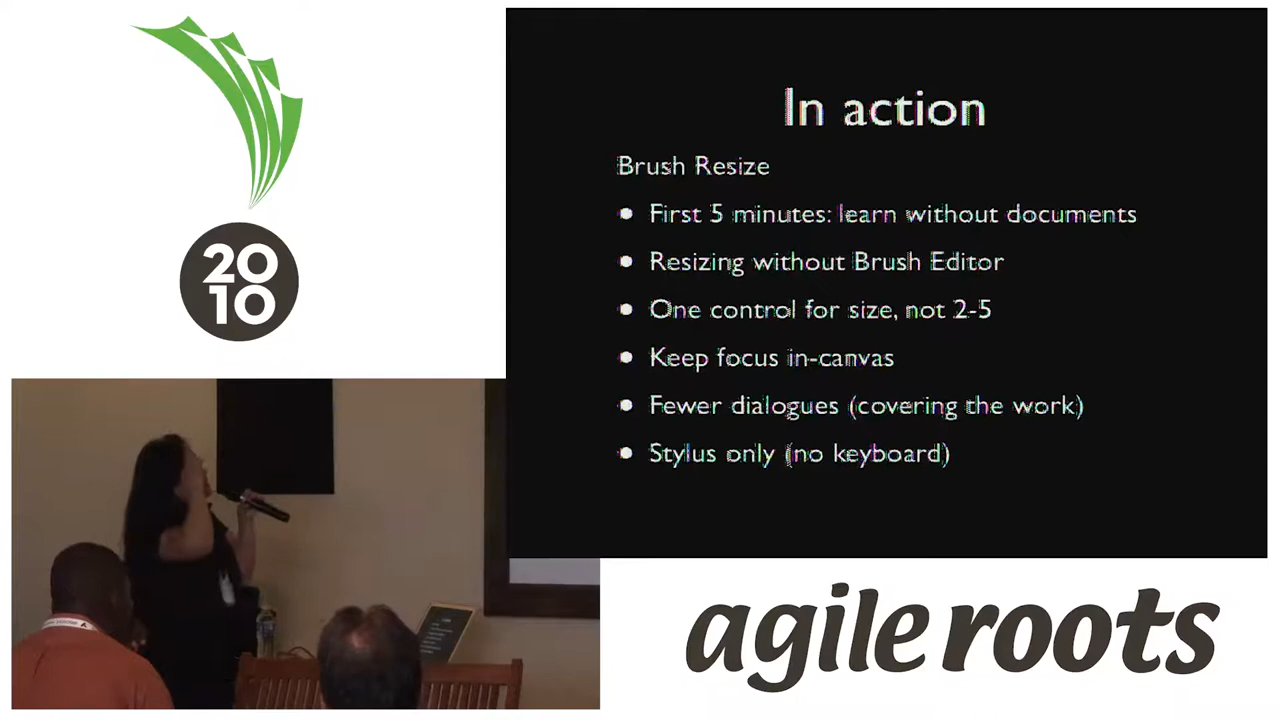 20
10
In action
Brush Resize
• First 5 minutes: learn without documents
• Resizing without Brush Editor
• One control for size, not 2-5
• Keep focus in-canvas
• Fewer dialogues (covering the work)
• Stylus only (no keyboard)
agile roots